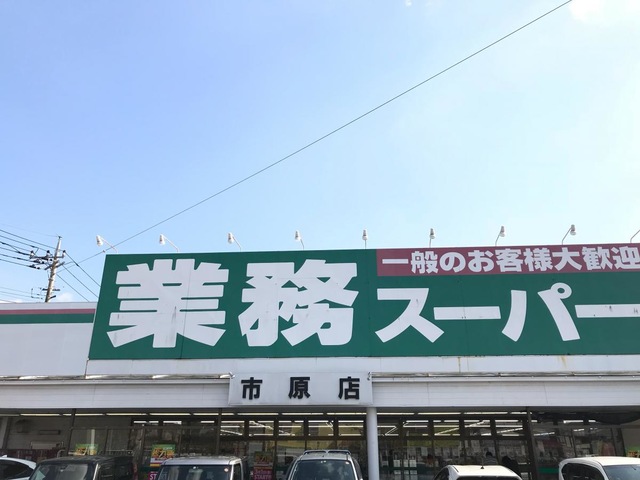 一般のお客様大歓迎
業務スーパー
市原店